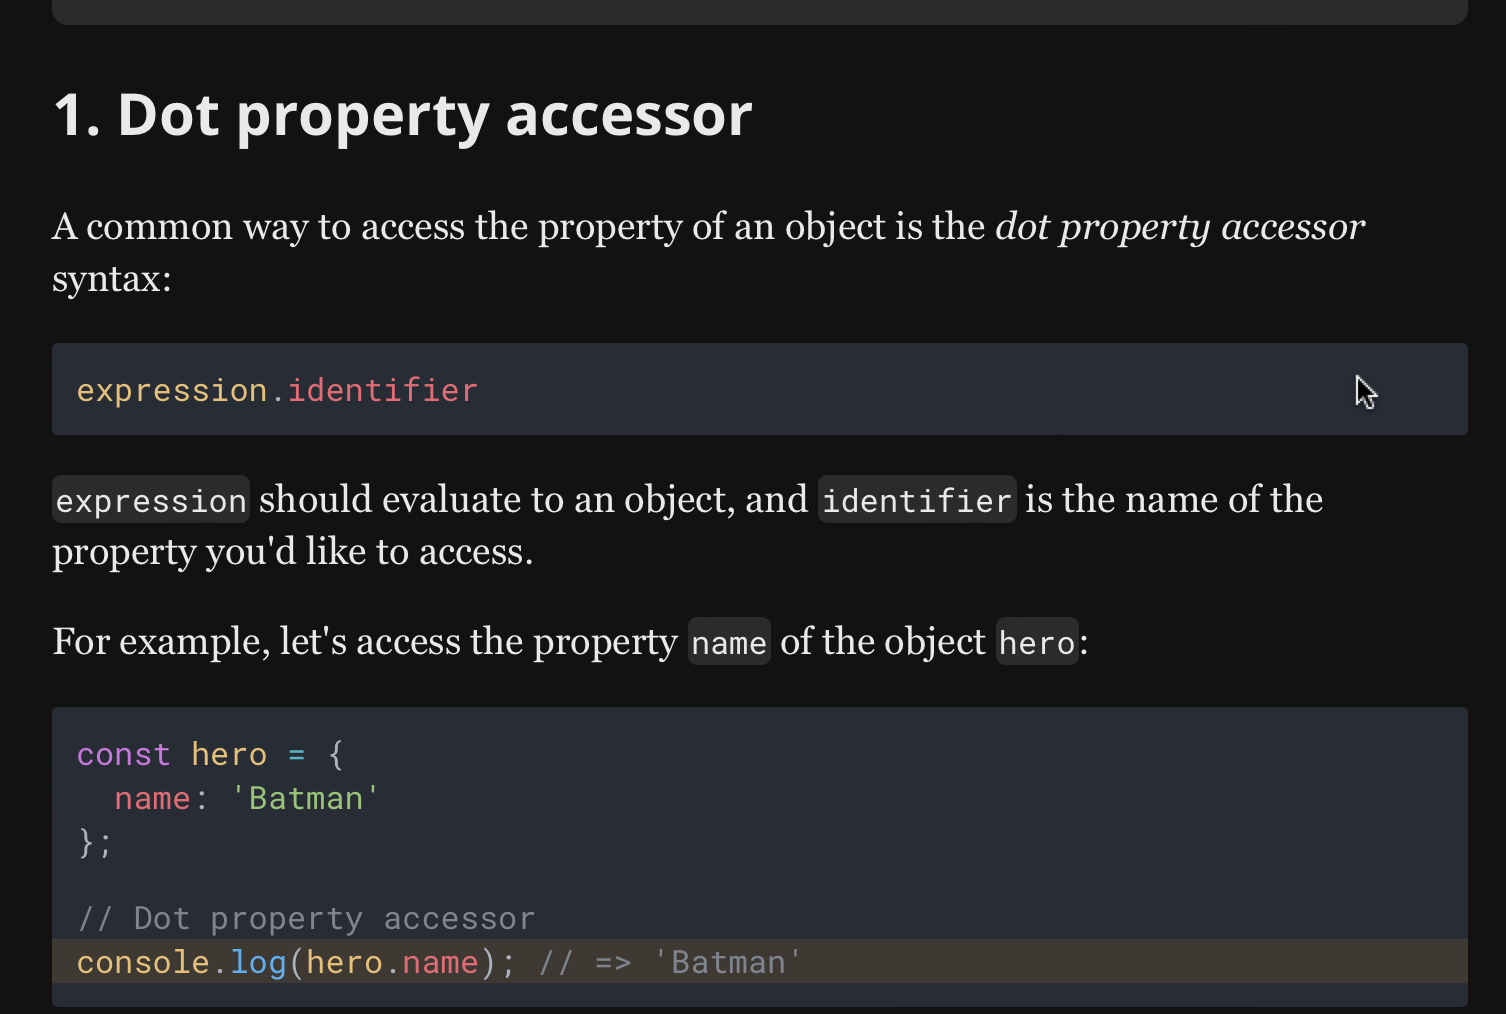 1. Dot property accessor
A common way to access the property of an object is the dot property accessor
syntax:
expression.identifier
expression should evaluate to an object, and identifier is the name of the
property you'd like to access.
For example, let's access the property name of the object hero:
const hero = {
  name: 'Batman'
};
// Dot property accessor
console.log(hero.name); // => 'Batman'